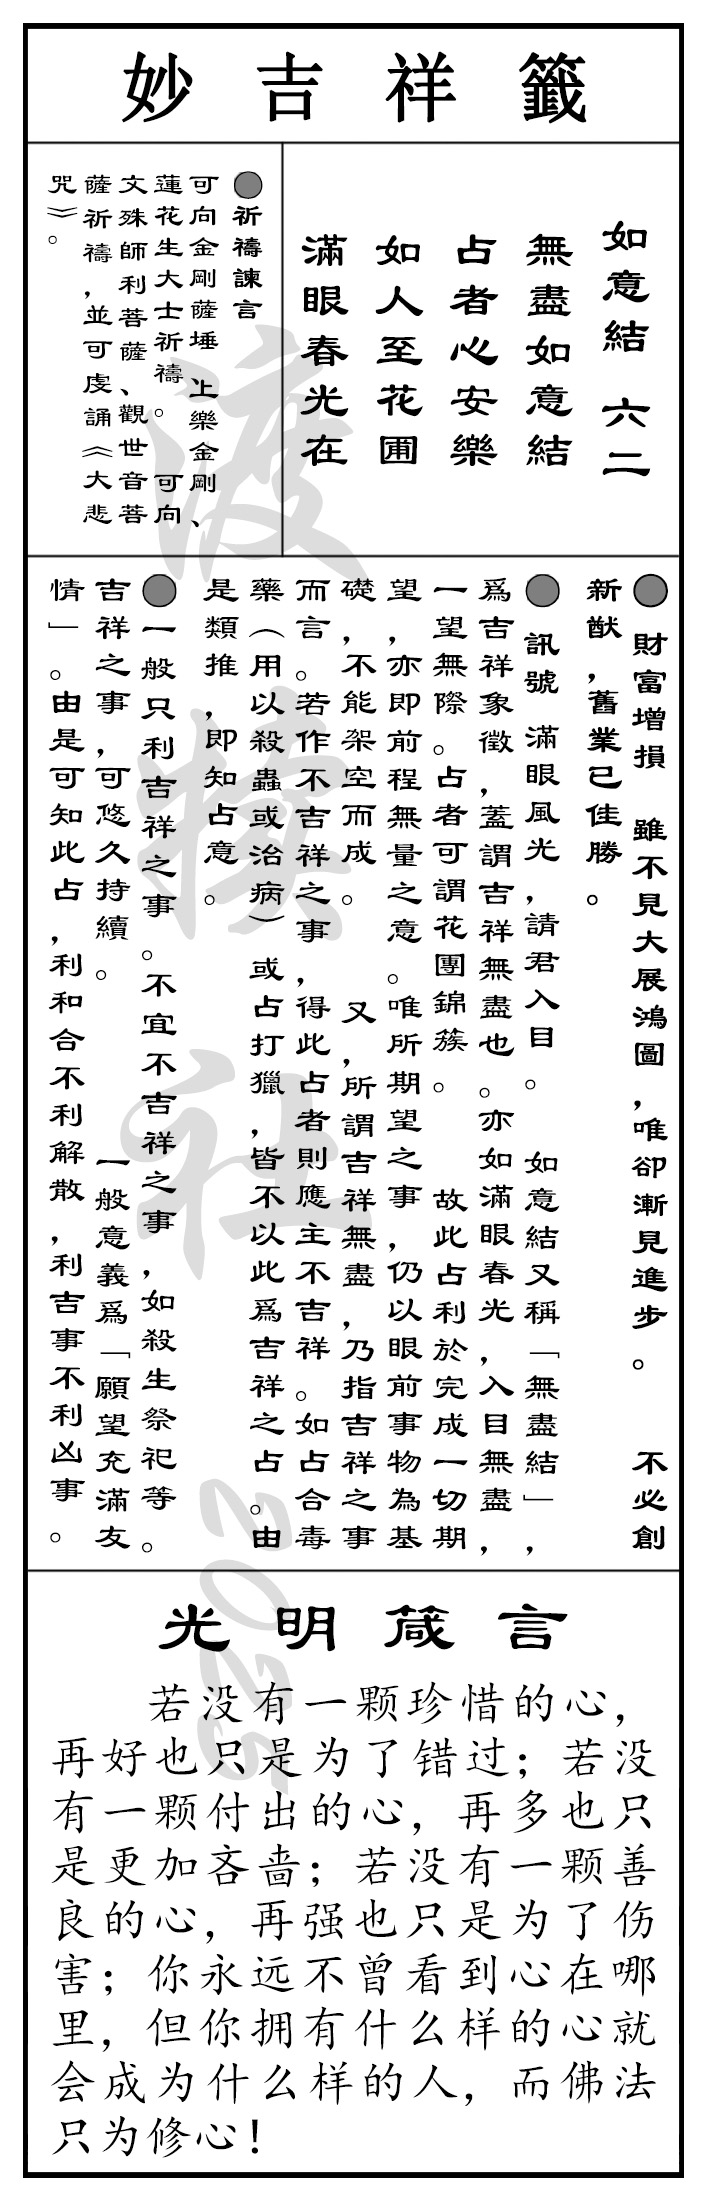 妙吉祥籤
如意結 六二
無盡如意結
占者心安樂
如人至花圃
滿眼春光在
●祈禱諫言
可向金剛薩埵、上樂金剛、
蓮花生大士祈禱。可向
文殊師利菩薩、觀世音菩
薩祈禱,並可虔誦《大悲
咒》。
●財富增損 雖不見大展鴻圖,唯卻漸見進步。 不必創
新猷,舊業已佳勝。
●訊號 滿眼風光,請君入目。 如意結又稱「無盡結」,
爲吉祥象徵,蓋謂吉祥無盡也。亦如滿眼春光,入目無盡,
一望無際。占者可謂花團錦簇。 故此占利於完成一切期
望,亦即前程無量之意。唯所期望之事,仍以眼前事物為基
礎,不能架空而成。 又,所謂吉祥無盡,乃指吉祥之事
而言。若作不吉祥之事,得此占者則應主不吉祥。如占合毒
藥(用以殺蟲或治病)或占打獵,皆不以此爲吉祥之占。由
是類推,即知占意。
●一般只利吉祥之事。不宜不吉祥之事,如殺生祭祀等。
吉祥之事,可悠久持續。 一般意義爲「願望充滿友
情」。由是可知此占,利和合不利解散,利吉事不利凶事。
光明箴言
若没有一颗珍惜的心,
再好也只是为了错过;若没
有一颗付出的心,再多也只
是更加吝啬;若没有一颗善
良的心,再强也只是为了伤
害;你永远不曾看到心在哪
里,但你拥有什么样的心就
会成为什么样的人,而佛法
只为修心!
渡
社